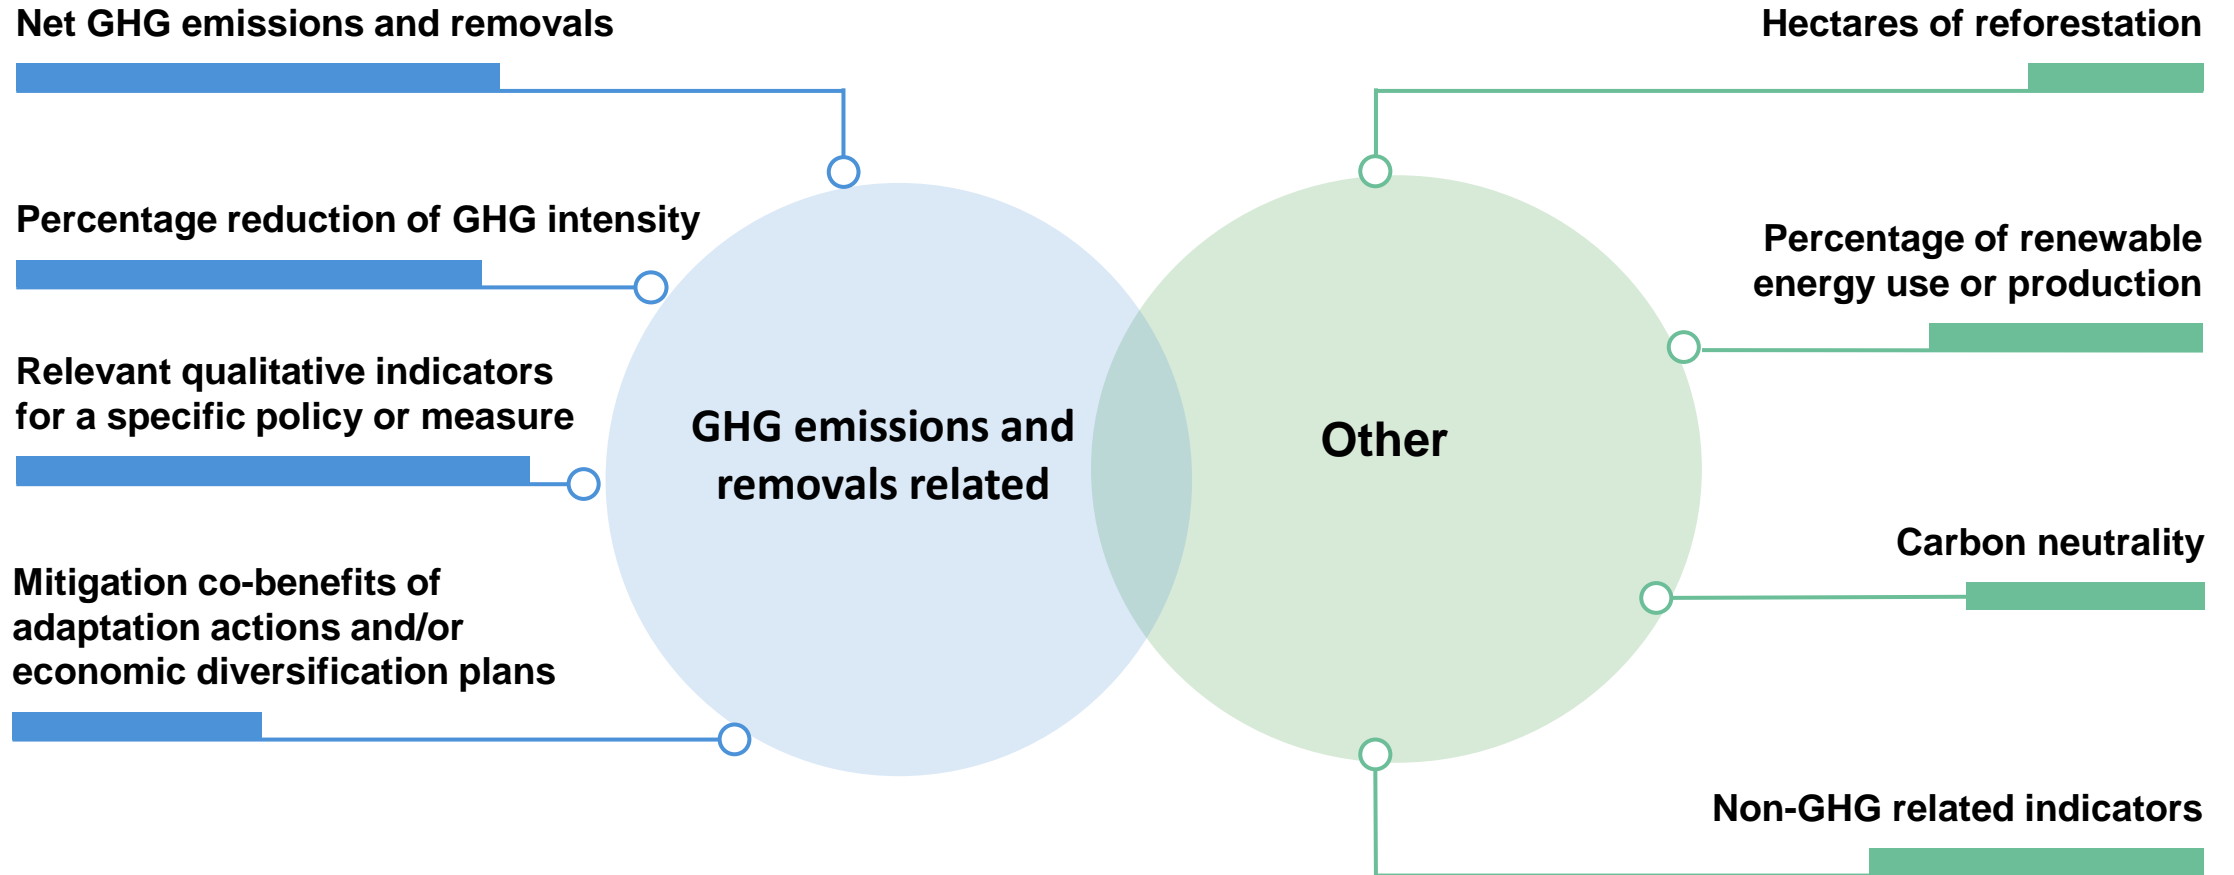 Net GHG emissions and removals
Percentage reduction of GHG intensity
Relevant qualitative indicators
for a specific policy or measure
Mitigation co-benefits of
adaptation actions and/or
economic diversification plans
GHG emissions and
removals related
Other
Hectares of reforestation
Percentage of renewable
energy use or production
Carbon neutrality
Non-GHG related indicators